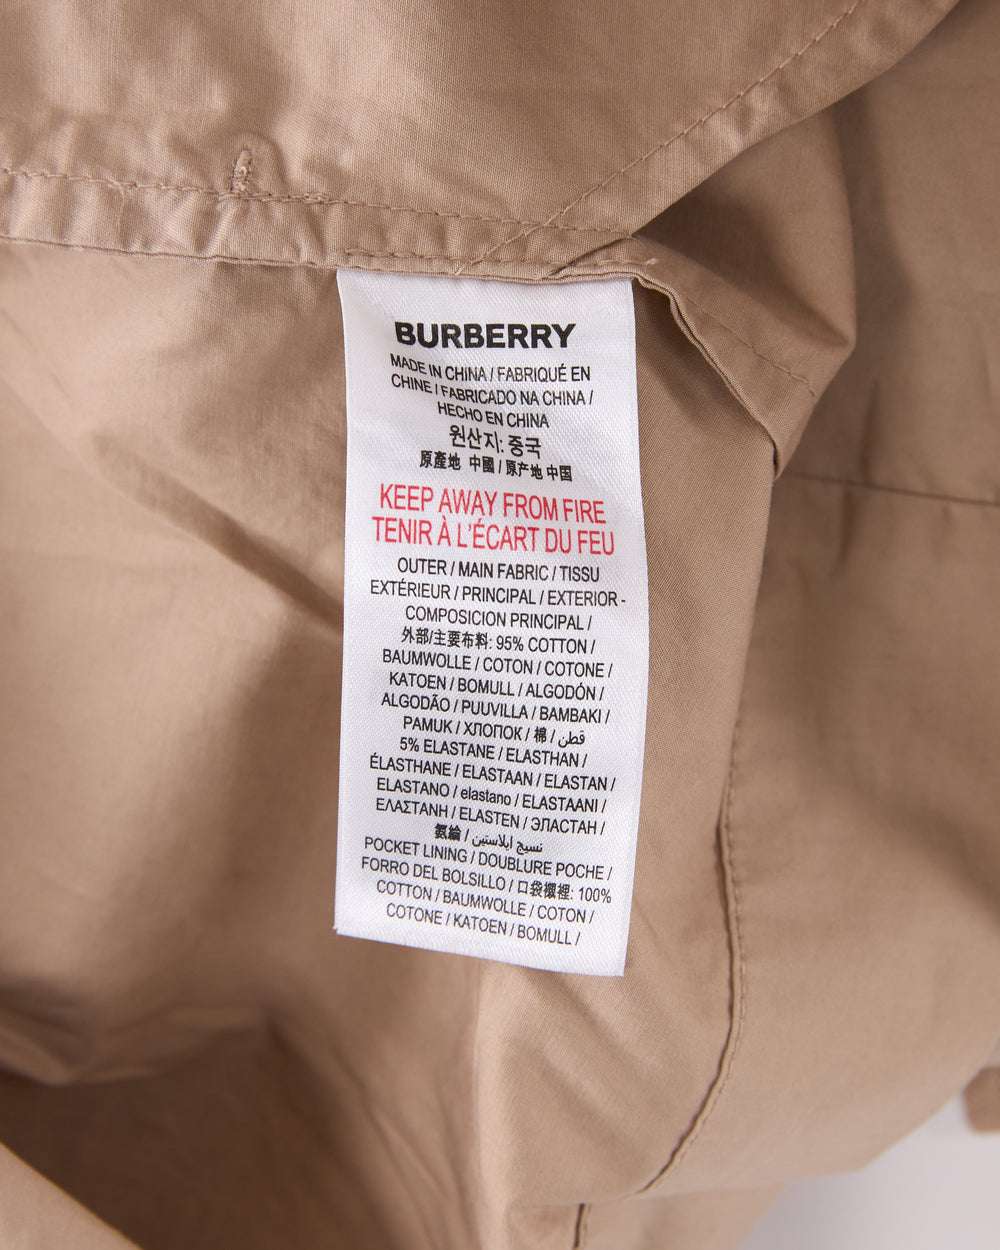 BURBERRY
MADE IN CHINA / FABRIQUÉ EN
CHINE / FABRICADO NA CHINA /
HECHO EN CHINA
원산지: 중국
原產地 中國 / 原产地 中国
KEEP AWAY FROM FIRE
TENIR À L'ÉCART DU FEU
OUTER / MAIN FABRIC / TISSU
EXTÉRIEUR / PRINCIPAL / EXTERIOR -
COMPOSICION PRINCIPAL /
外部/主要布料: 95% COTTON /
BAUMWOLLE / COTON / COTONE /
KATOEN / BOMULL / ALGODÓN /
ALGODÃO / PUUVILLA / BAMBAKI /
PAMUK / ХЛОПОК / 棉 / قطن
5% ELASTANE / ELASTHAN /
ÉLASTHANE / ELASTAAN / ELASTAN /
ELASTANO / elastano / ELASTAANI /
ΕΛΑΣΤΑΝΗ / ELASTEN / ЭЛАСТАН /
氨綸 / نسيج ايلاستين
POCKET LINING / DOUBLURE POCHE /
FORRO DEL BOLSILLO / 口袋襯裡: 100%
COTTON / BAUMWOLLE / COTON /
COTONE / KATOEN / BOMULL /